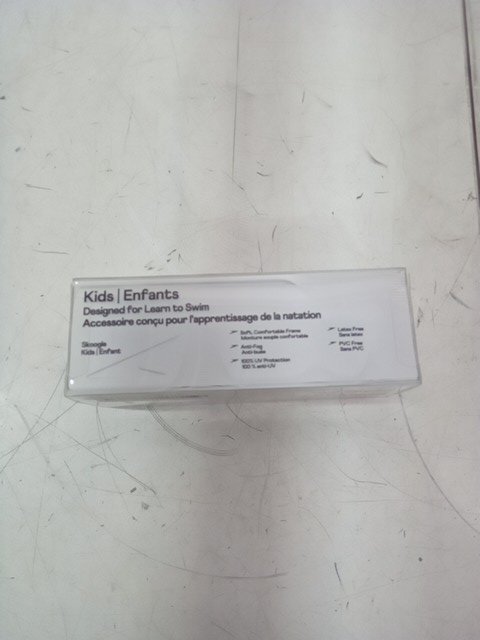 Kids | Enfants
Designed for Learn to Swim
Accessoire conçu pour l'apprentissage de la natation
Skoogle
Kids | Enfant
Soft, Comfortable Frame
Monture souple comfortable
Anti-Fog
Anti-buée
100% UV Protection
100 % anti-UV
Latex Free
Sans latex
PVC Free
Sans PVC